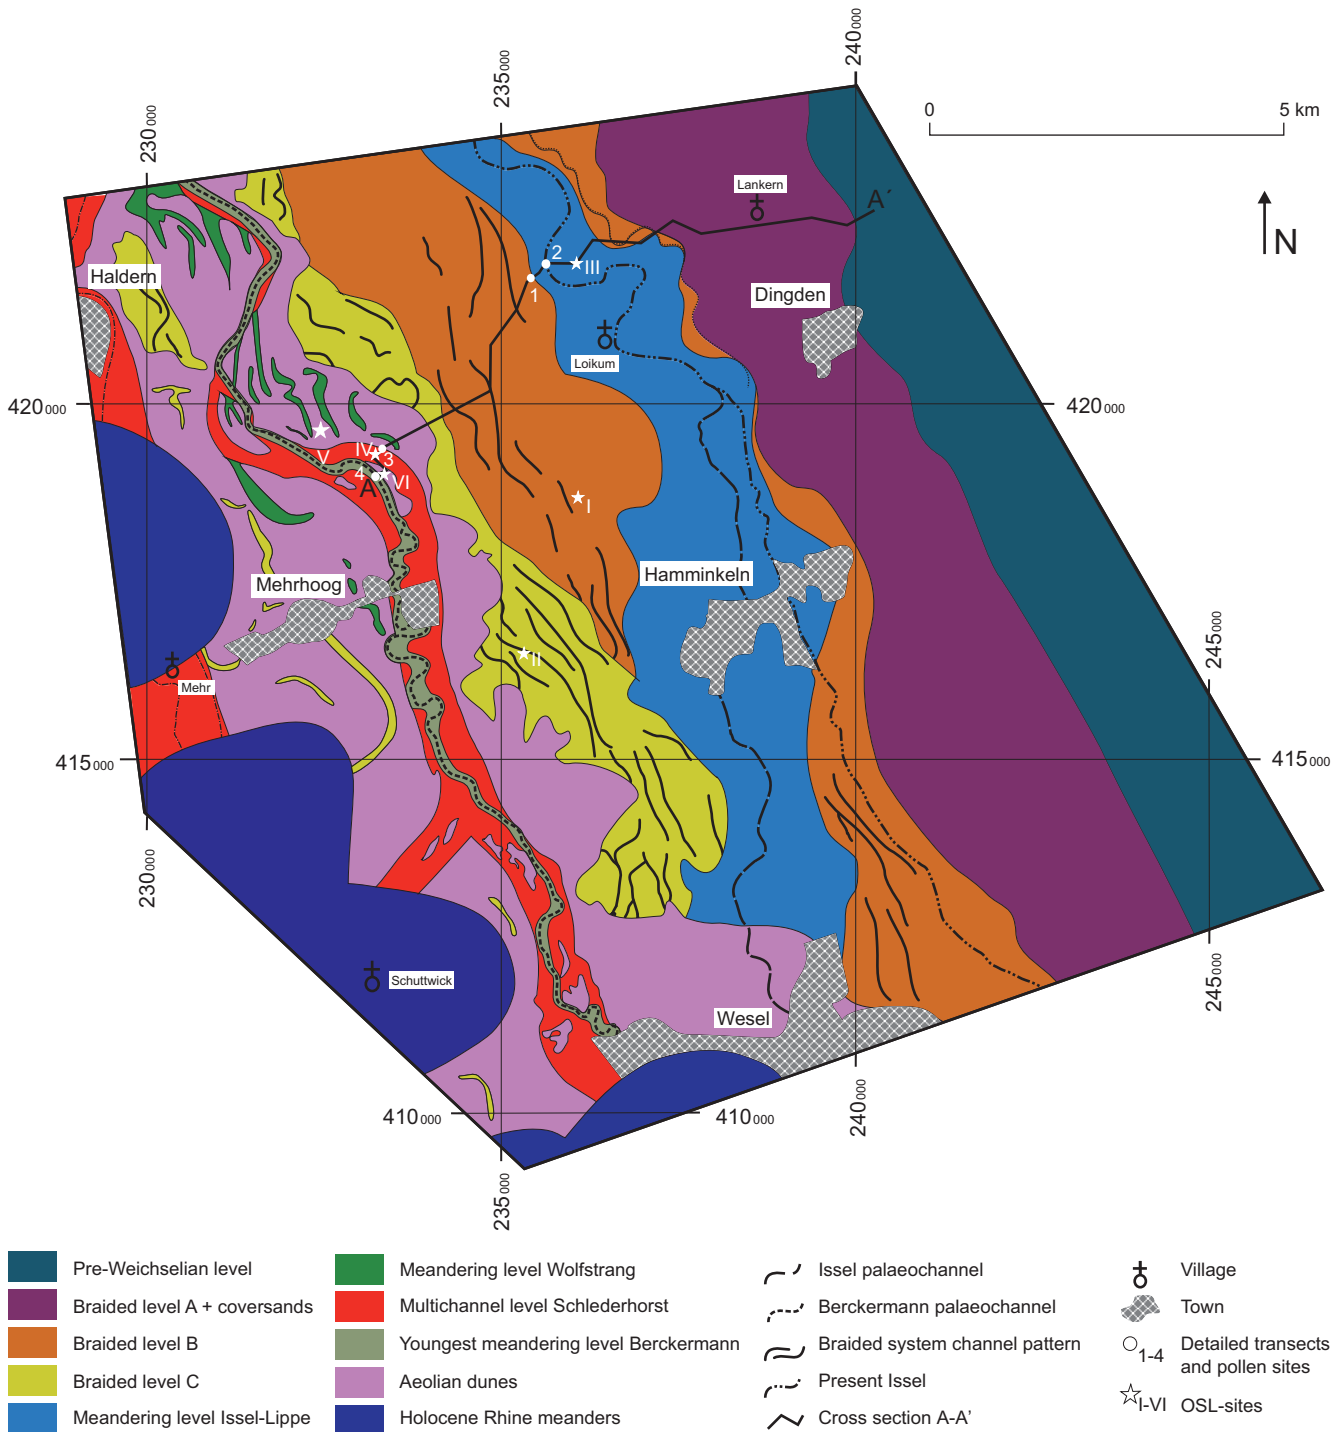 240000
235000
230000
0 5 km
N
Lankern
A´
Haldern
2
III
1
Dingden
Loikum
420000
420000
V
IV
3
4
VI
A
I
Mehrhoog
Hamminkeln
II
245000
Mehr
415000
415000
230000
Schuttwick
Wesel
245000
240000
410000
410000
235000
Pre-Weichselian level
Braided level A + coversands
Braided level B
Braided level C
Meandering level Issel-Lippe
Meandering level Wolfstrang
Multichannel level Schlederhorst
Youngest meandering level Berckermann
Aeolian dunes
Holocene Rhine meanders
Issel palaeochannel
Berckermann palaeochannel
Braided system channel pattern
Present Issel
Cross section A-A'
Village
Town
1-4 Detailed transects
and pollen sites
I-VI OSL-sites